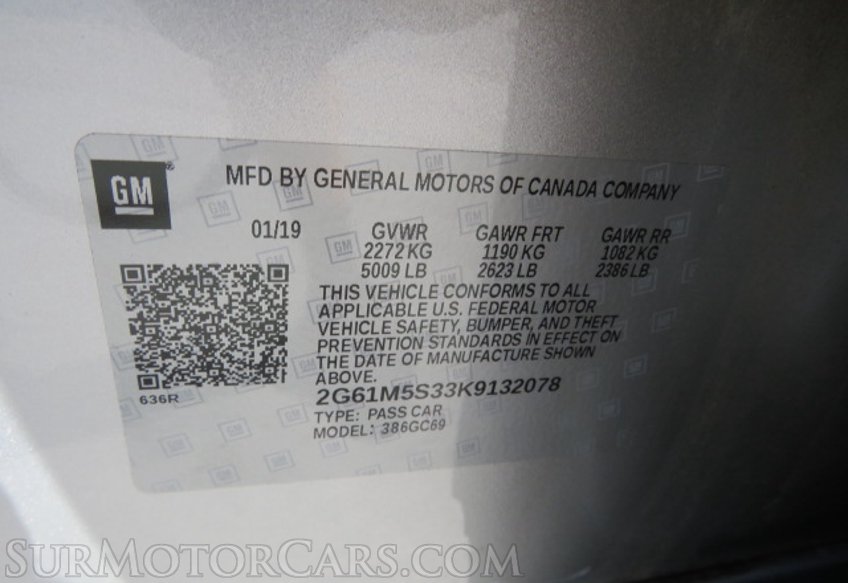 GM®
MFD BY GENERAL MOTORS OF CANADA COMPANY
01/19 GVWR GAWR FRT GAWR RR
2272 KG 1190 KG 1082 KG
5009 LB 2623 LB 2386 LB
THIS VEHICLE CONFORMS TO ALL
APPLICABLE U.S. FEDERAL MOTOR
VEHICLE SAFETY, BUMPER, AND THEFT
PREVENTION STANDARDS IN EFFECT ON
THE DATE OF MANUFACTURE SHOWN
ABOVE.
636R
2G61M5S33K9132078
TYPE: PASS CAR
MODEL: 386GC69
SURMOTORCARS.COM